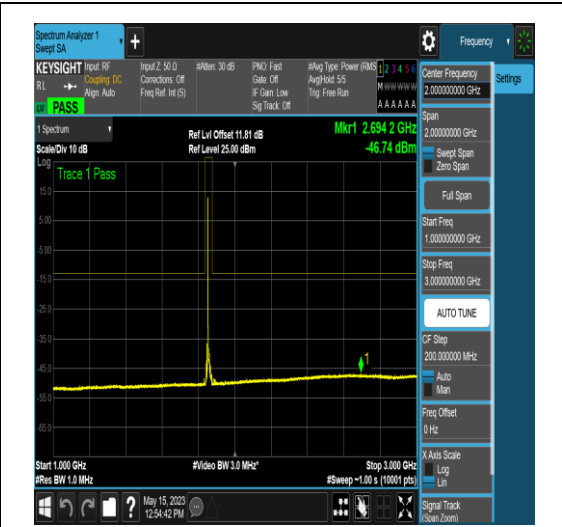 Spectrum Analyzer 1
Swept SA
+
Frequency
KEYSIGHT
RL
PASS
Input: RF
Coupling: DC
Align: Auto
Input Z: 50 Ω
Corrections: Off
Freq Ref: Int (S)
#Atten: 30 dB
PNO: Fast
Gate: Off
IF Gain: Low
Sig Track: Off
#Avg Type: Power (RMS
Avg|Hold: 5/5
Trig: Free Run
1 2 3 4 5 6
M W W W W W
A A A A A A
1 Spectrum
Scale/Div 10 dB
Ref Lvl Offset 11.81 dB
Ref Level 25.00 dBm
Mkr1 2.694 2 GHz
-46.74 dBm
Log
Trace 1 Pass
15.0
5.00
-5.00
-15.0
-25.0
-35.0
-45.0
-55.0
-65.0
1
Start 1.000 GHz
#Res BW 1.0 MHz
#Video BW 3.0 MHz*
Stop 3.000 GHz
#Sweep ~1.00 s (10001 pts)
May 15, 2023
12:54:42 PM
?
Center Frequency
2.000000000 GHz
Settings
Span
2.00000000 GHz
Swept Span
Zero Span
Full Span
Start Freq
1.000000000 GHz
Stop Freq
3.000000000 GHz
AUTO TUNE
CF Step
200.000000 MHz
Auto
Man
Freq Offset
0 Hz
X Axis Scale
Log
Lin
Signal Track
(Span Zoom)